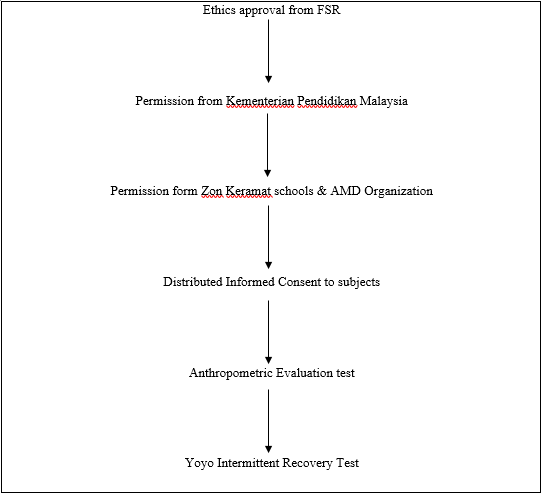 Ethics approval from FSR
Permission from Kementerian Pendidikan Malaysia
Permission form Zon Keramat schools & AMD Organization
Distributed Informed Consent to subjects
Anthropometric Evaluation test
Yoyo Intermittent Recovery Test